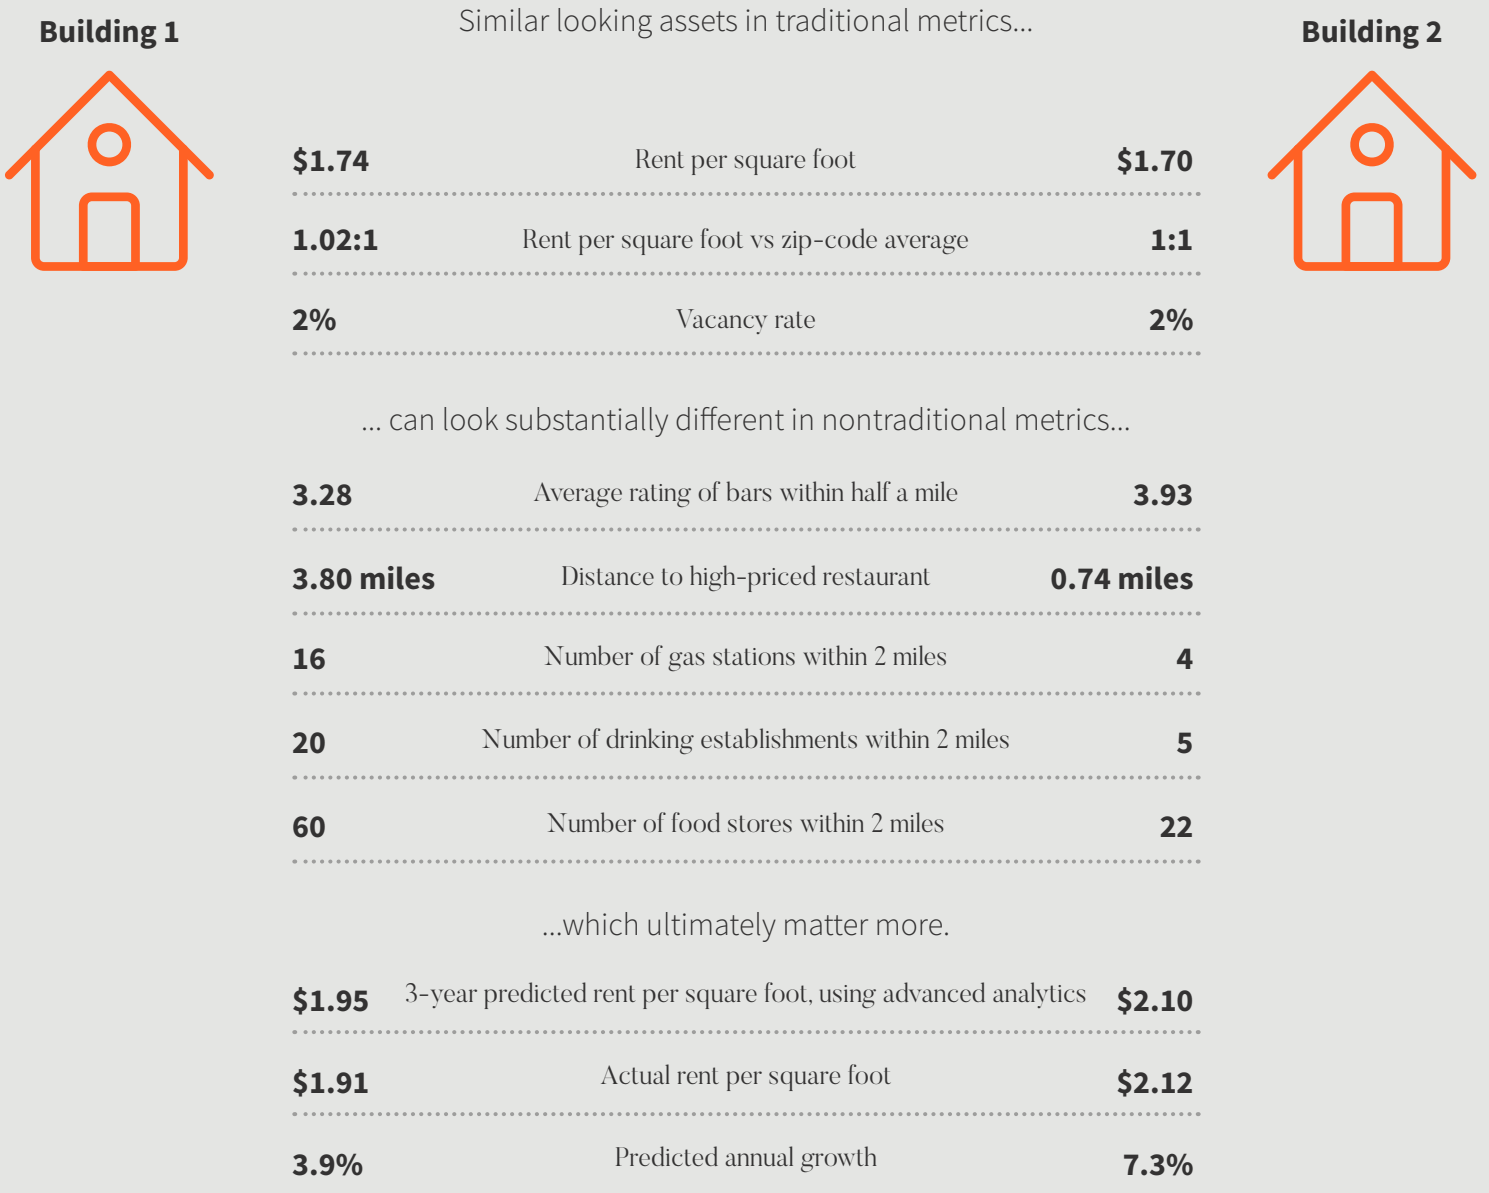 Building 1
Similar looking assets in traditional metrics...
Building 2
$1.74 Rent per square foot $1.70
1.02:1 Rent per square foot vs zip-code average 1:1
2% Vacancy rate 2%
... can look substantially different in nontraditional metrics...
3.28 Average rating of bars within half a mile 3.93
3.80 miles Distance to high-priced restaurant 0.74 miles
16 Number of gas stations within 2 miles 4
20 Number of drinking establishments within 2 miles 5
60 Number of food stores within 2 miles 22
...which ultimately matter more.
$1.95 3-year predicted rent per square foot, using advanced analytics $2.10
$1.91 Actual rent per square foot $2.12
3.9% Predicted annual growth 7.3%